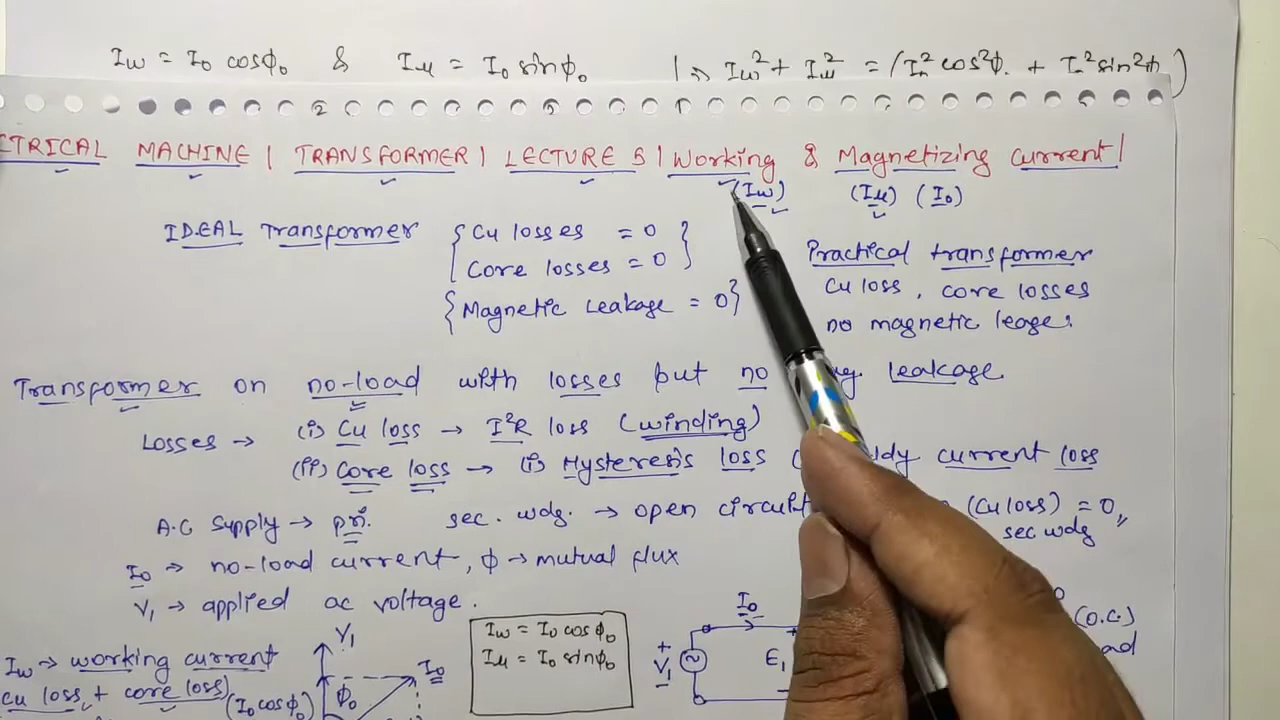 Iw = I0 cosϕ0 & Iμ = I0 sinϕ0 | ⇒ Iw² + Iμ² = (I0² cos²ϕ0 + I0² sin²ϕ0)
CTRICAL MACHINE | TRANSFORMER | LECTURE 5 | Working & Magnetizing current |
(Iw) (Iμ) (I0)
IDEAL Transformer { Cu losses = 0 }
Core losses = 0
{ Magnetic Leakage = 0 }
Practical transformer
Cu loss, core losses
no magnetic leage.
Transformer on no-load with losses but no leakage
Losses → (i) Cu loss → I²R loss (winding)
(ii) Core loss → (i) Hysteresis loss current loss
A.C supply → pri. sec. wdg. → open circuit (Cu loss) = 0,,
sec wdg
I0 → no-load current, ϕ → mutual flux
V1 → applied ac voltage.
Iw = I0 cosϕ0
Iμ = I0 sinϕ0
I0
+
V1
-
E1
(O.C.)
Iw → working current
Cu loss + core loss
(I0 cosϕ0)
V1
ϕ0
I0